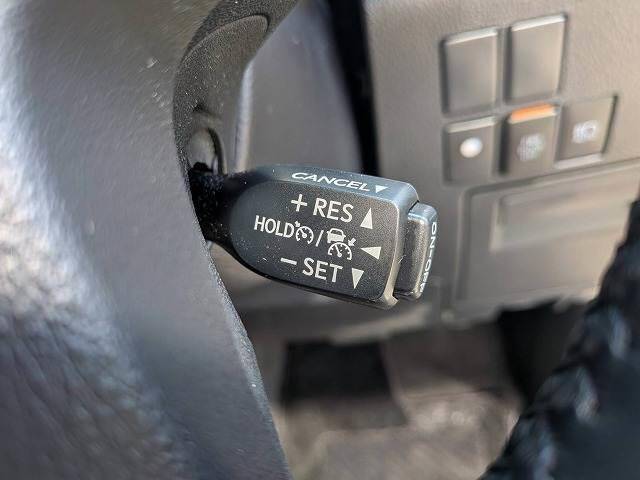 CANCEL ▼
+ RES ▲
HOLD / ◀
− SET ▼
ON-OFF